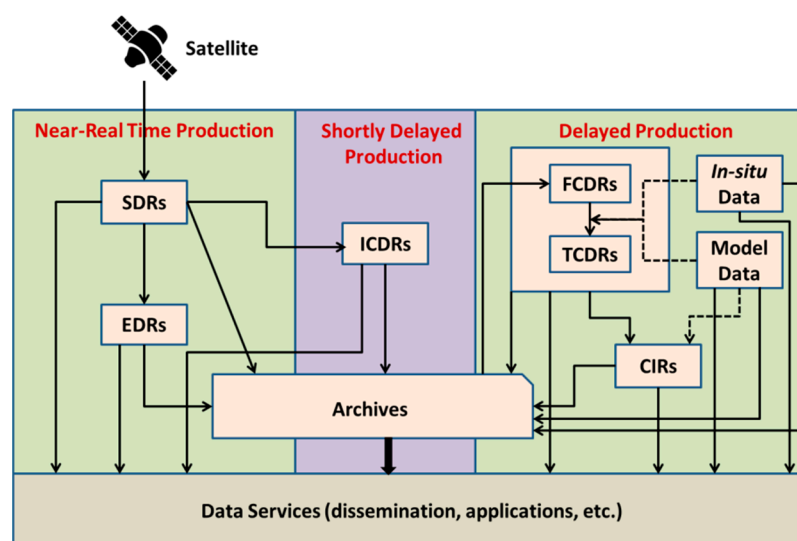 Satellite
Near-Real Time Production
Shortly Delayed
Production
Delayed Production
SDRs
ICDRs
EDRs
FCDRs
TCDRs
In-situ
Data
Model
Data
CIRs
Archives
Data Services (dissemination, applications, etc.)